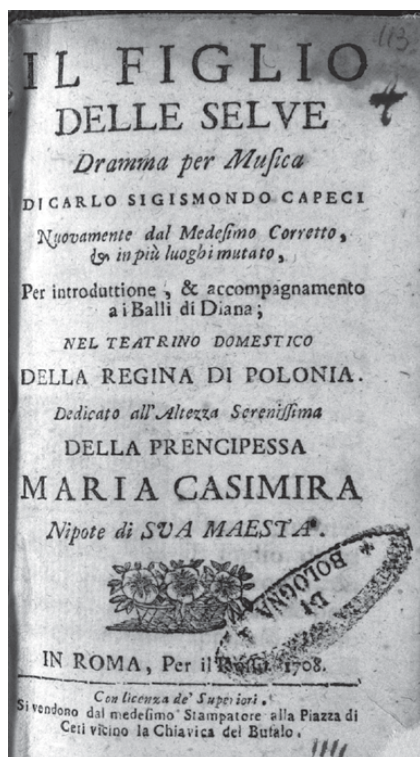 113.
IL FIGLIO
DELLE SELVE
Dramma per Musica
DI CARLO SIGISMONDO CAPECI
Nuovamente dal Medesimo Corretto,
& in più luoghi mutato,
Per introduttione, & accompagnamento
a i Balli di Diana;
NEL TEATRINO DOMESTICO
DELLA REGINA DI POLONIA.
Dedicato all'Altezza Serenissima
DELLA PRENCIPESSA
MARIA CASIMIRA
Nipote di SVA MAESTA'.
DI
BOLOGNA
IN ROMA, Per il 1708.
Con licenza de' Superiori.
Si vendono dal medesimo Stampatore alla Piazza di
Ceri vicino la Chiavica del Bufalo.